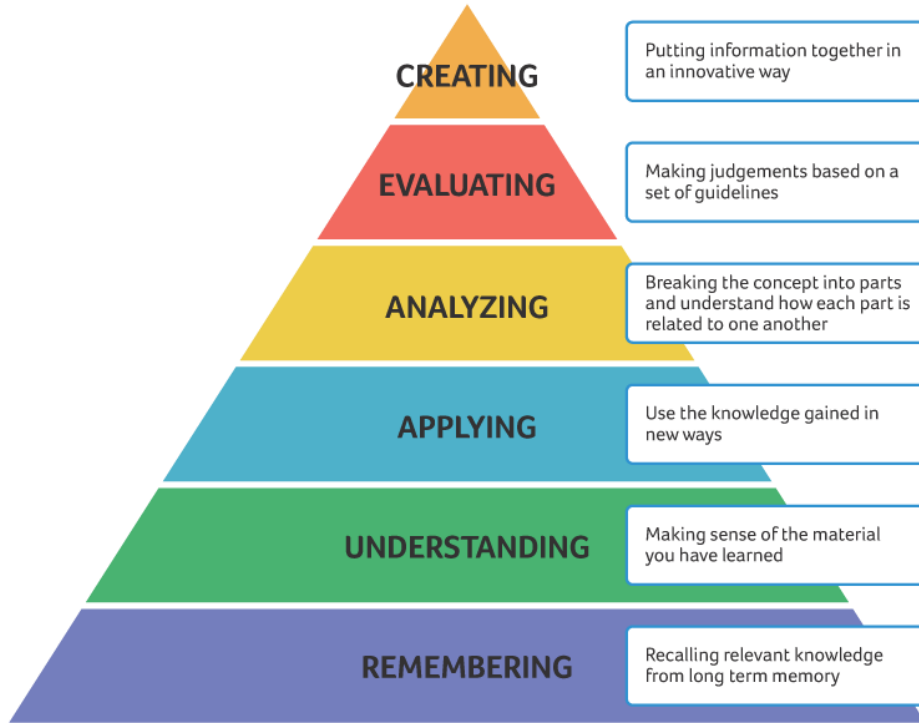 CREATING
Putting information together in
an innovative way
EVALUATING
Making judgements based on a
set of guidelines
ANALYZING
Breaking the concept into parts
and understand how each part is
related to one another
APPLYING
Use the knowledge gained in
new ways
UNDERSTANDING
Making sense of the material
you have learned
REMEMBERING
Recalling relevant knowledge
from long term memory